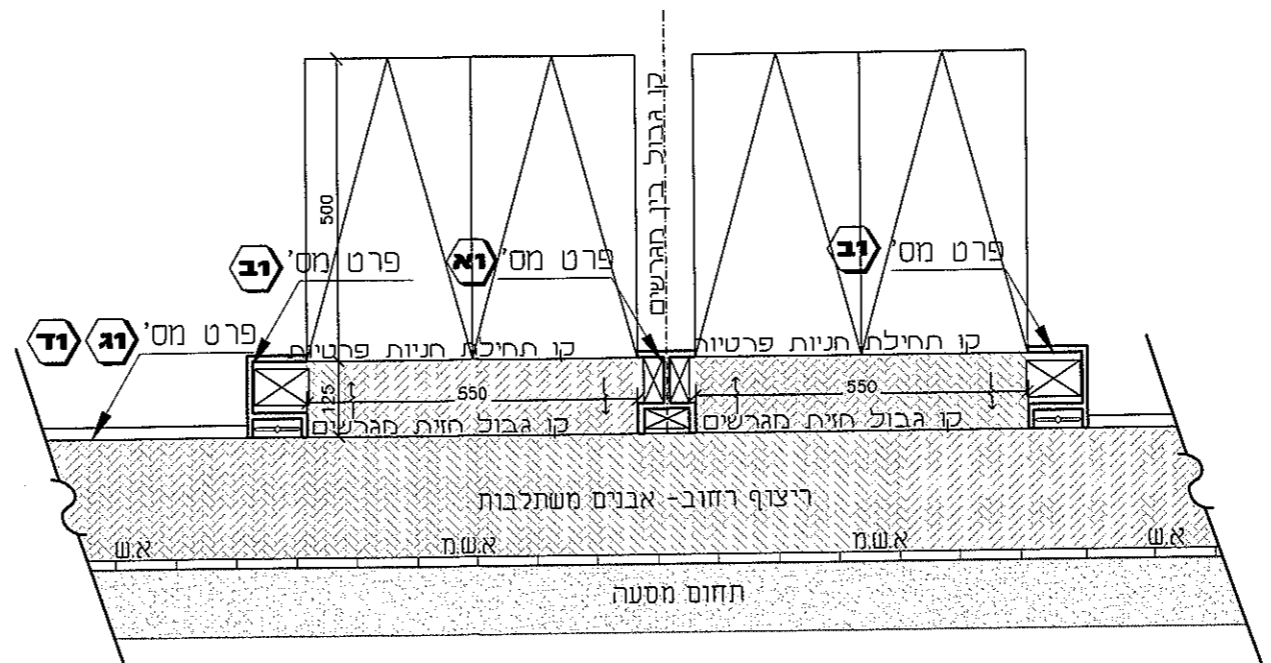 קו גבול בין מגרשים
500
פרט מס' 1ב
פרט מס' 1א
פרט מס' 1ב
פרט מס' 1ג 1ד
קו תחילת חניות פרטיות
קו תחילת חניות פרטיות
125
550
550
קו גבול חזית מגרשים
קו גבול חזית מגרשים
ריצוף רחוב- אבנים משתלבות
א.ש
א.ש.מ
א.ש.מ
א.ש
תחום מסעה